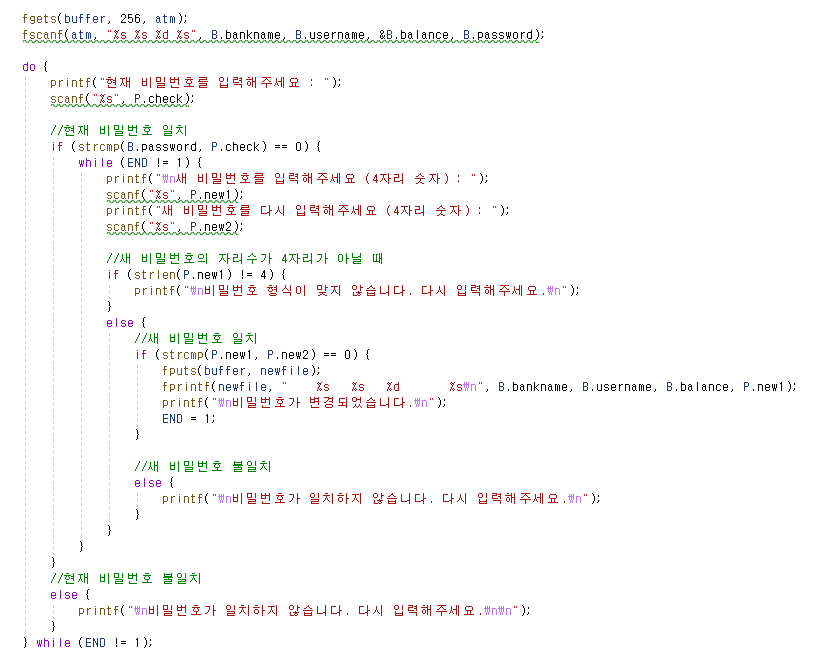 fgets(buffer, 256, atm);
fscanf(atm, "%s %s %d %s", B.bankname, B.username, &B.balance, B.password);
do {
printf("현재 비밀번호를 입력해주세요 : ");
scanf("%s", P.check);
//현재 비밀번호 일치
if (strcmp(B.password, P.check) == 0) {
while (END != 1) {
printf("\n새 비밀번호를 입력해주세요 (4자리 숫자) : ");
scanf("%s", P.new1);
printf("새 비밀번호를 다시 입력해주세요 (4자리 숫자) : ");
scanf("%s", P.new2);
//새 비밀번호의 자리수가 4자리가 아닐 때
if (strlen(P.new1) != 4) {
printf("\n비밀번호 형식이 맞지 않습니다. 다시 입력해주세요.\n");
}
else {
//새 비밀번호 일치
if (strcmp(P.new1, P.new2) == 0) {
fputs(buffer, newfile);
fprintf(newfile, "    %s   %s   %d       %s\n", B.bankname, B.username, B.balance, P.new1);
printf("\n비밀번호가 변경되었습니다.\n");
END = 1;
}
//새 비밀번호 불일치
else {
printf("\n비밀번호가 일치하지 않습니다. 다시 입력해주세요.\n");
}
}
}
}
//현재 비밀번호 불일치
else {
printf("\n비밀번호가 일치하지 않습니다. 다시 입력해주세요.\n\n");
}
} while (END != 1);